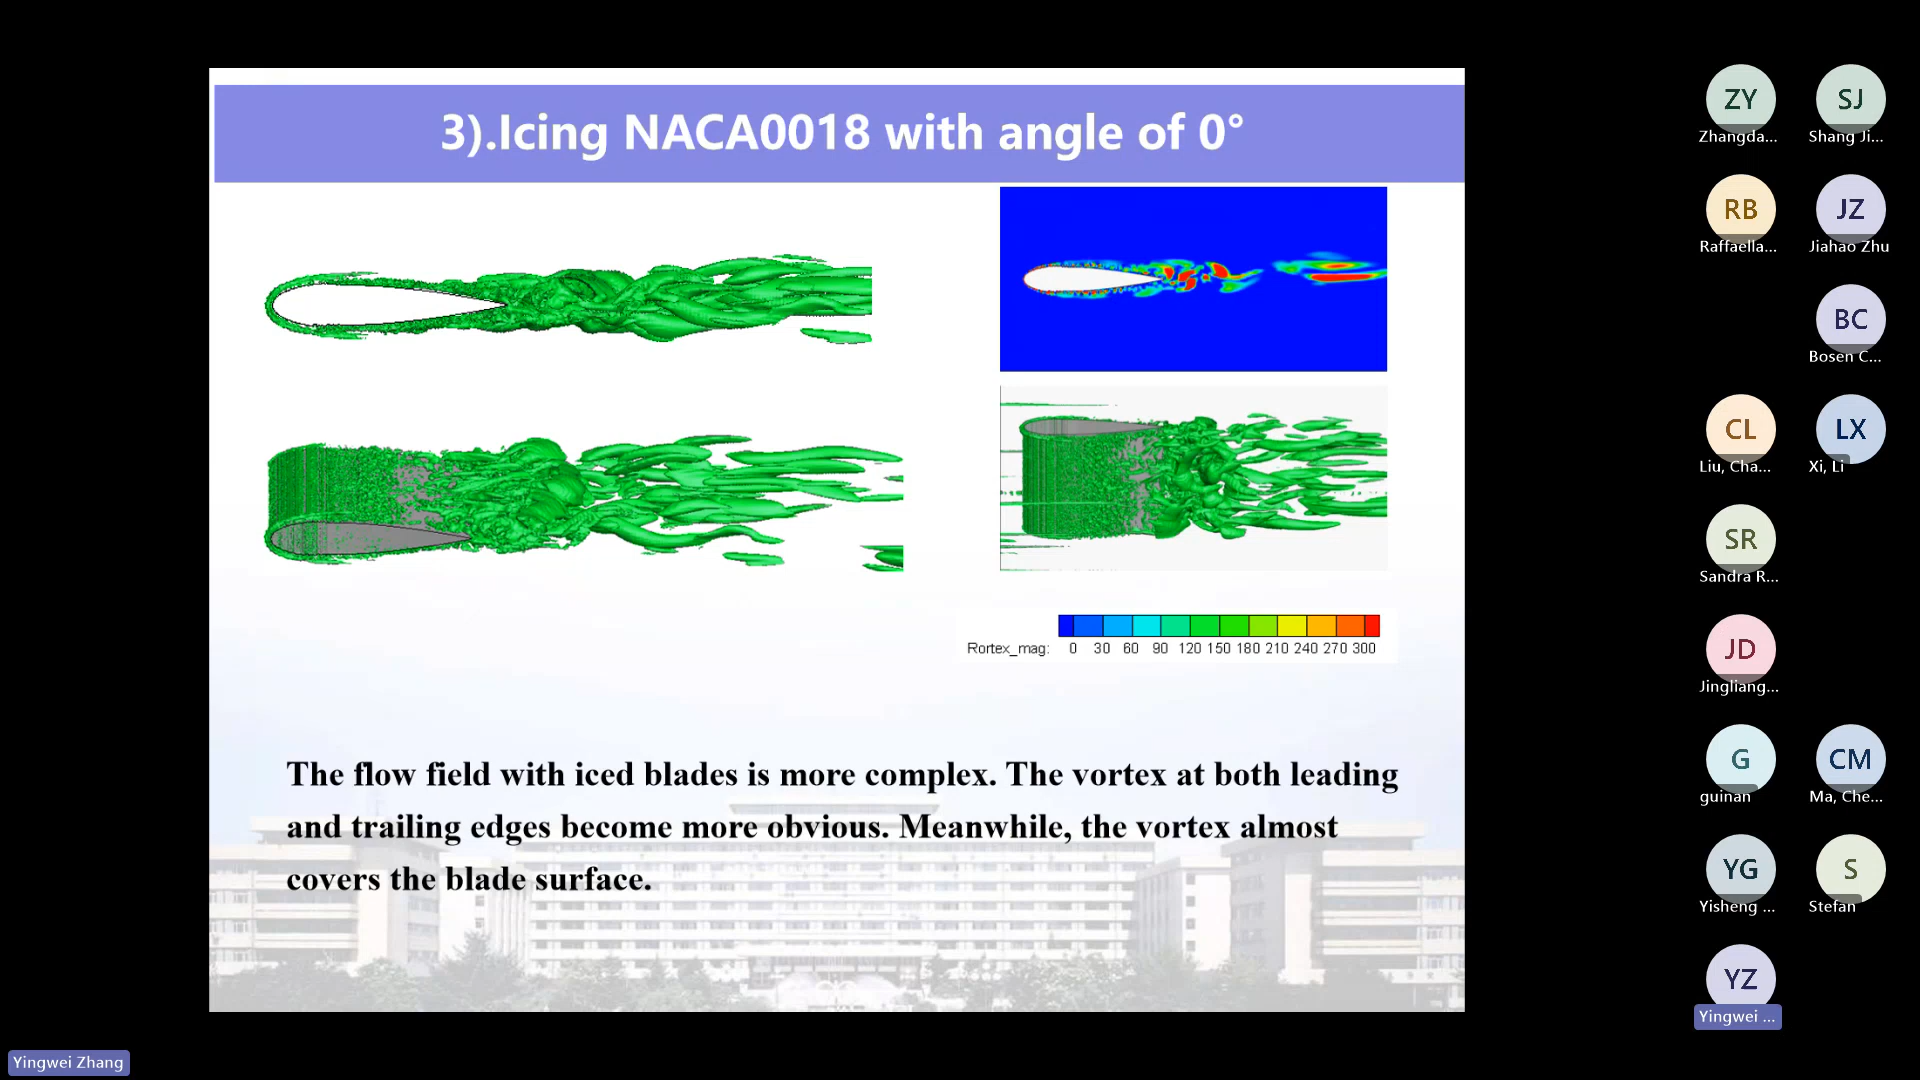 3).Icing NACA0018 with angle of 0°
Rortex_mag: 0 30 60 90 120 150 180 210 240 270 300
The flow field with iced blades is more complex. The vortex at both leading
and trailing edges become more obvious. Meanwhile, the vortex almost
covers the blade surface.
ZY SJ
Zhangda... Shang Ji...
RB JZ
Raffaella... Jiahao Zhu
BC
Bosen C...
CL LX
Liu, Cha... Xi, Li
SR
Sandra R...
JD
Jingliang...
G CM
guinan Ma, Che...
YG S
Yisheng ... Stefan
YZ
Yingwei ...
Yingwei Zhang